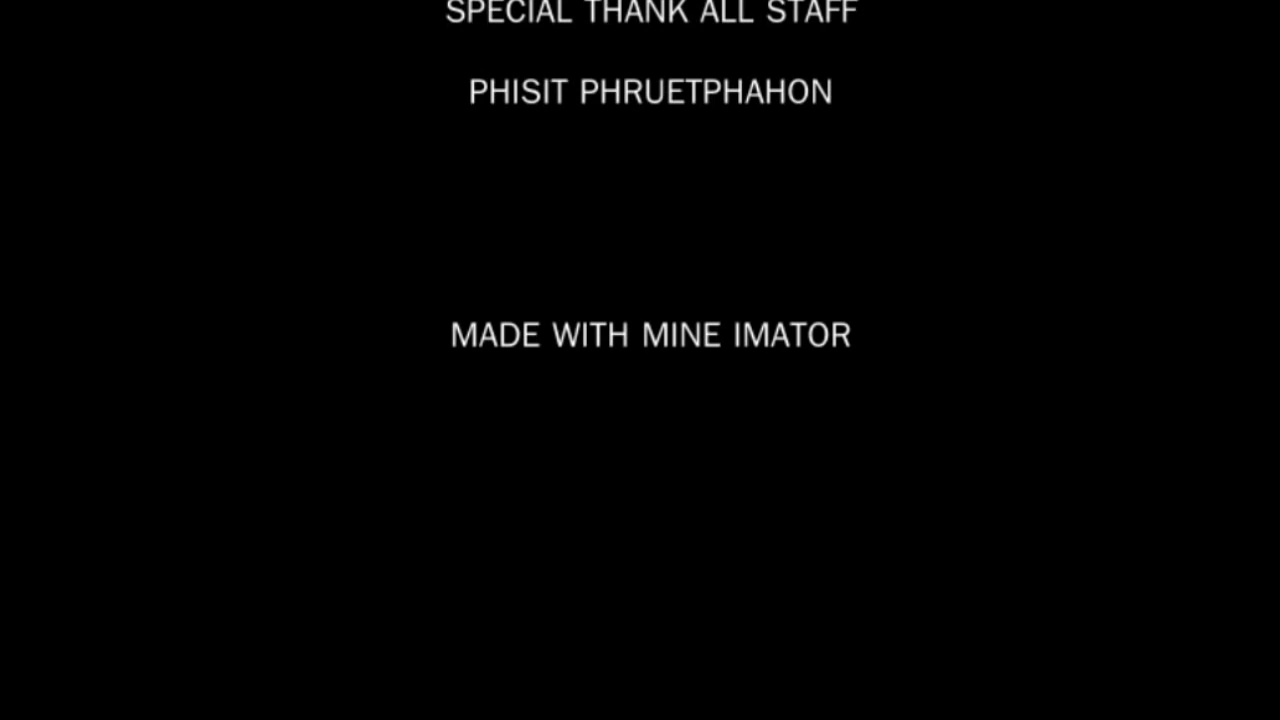 SPECIAL THANK ALL STAFF
PHISIT PHRUETPHAHON
MADE WITH MINE IMATOR